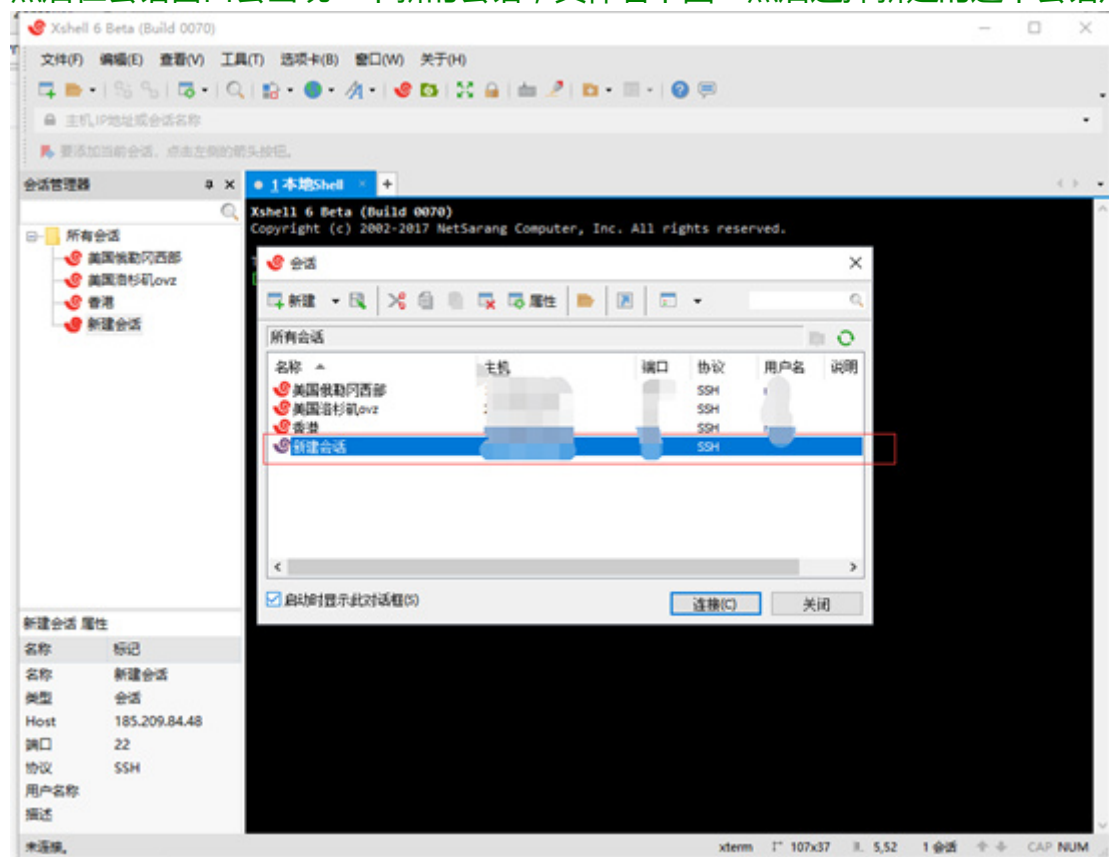 Xshell 6 Beta (Build 0070)
文件(F) 编辑(E) 查看(V) 工具(T) 选项卡(B) 窗口(W) 关于(H)
主机,IP地址或会话名称
要添加当前会话，点击左侧的箭头按钮。
会话管理器
1 本地Shell
Xshell 6 Beta (Build 0070)
Copyright (c) 2002-2017 NetSarang Computer, Inc. All rights reserved.
所有会话
美国俄勒冈西部
美国洛杉矶ovz
香港
新建会话
会话
新建 属性
所有会话
名称 主机 端口 协议 用户名 说明
美国俄勒冈西部 SSH
美国洛杉矶ovz SSH
香港 SSH
新建会话 SSH
启动时显示此对话框(S)
连接(C) 关闭
新建会话 属性
名称 标记
名称 新建会话
类型 会话
Host 185.209.84.48
端口 22
协议 SSH
用户名称
描述
未连接。
xterm 107x37 5,52 1 会话 CAP NUM